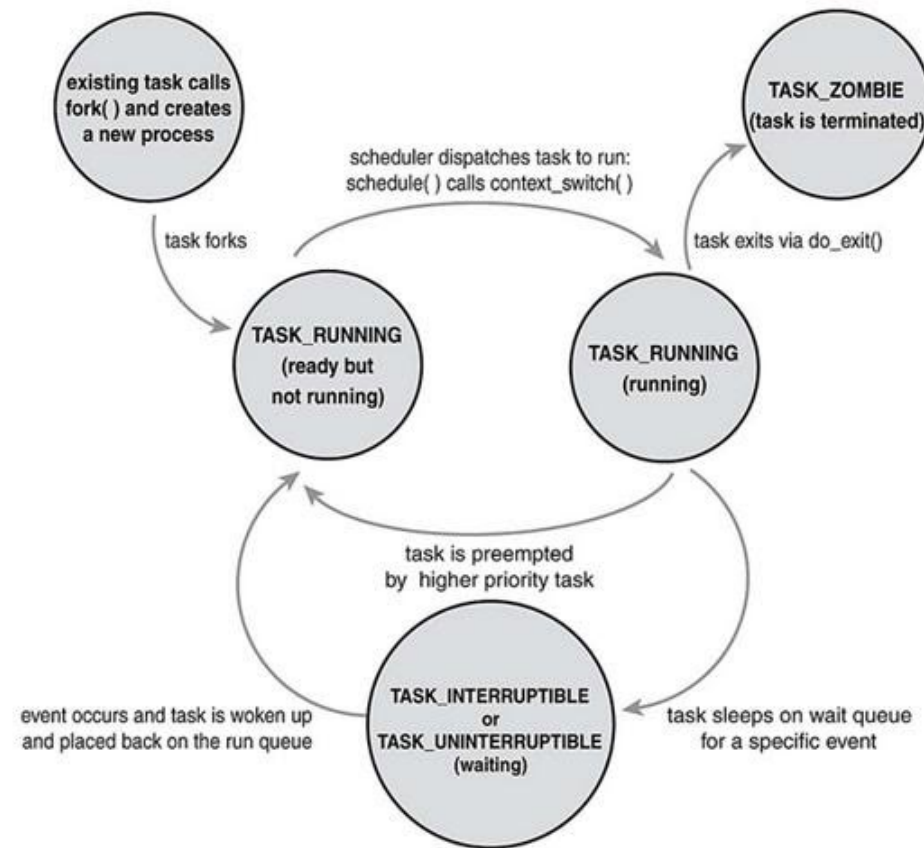 existing task calls
fork( ) and creates
a new process
TASK_ZOMBIE
(task is terminated)
scheduler dispatches task to run:
schedule( ) calls context_switch( )
task forks
task exits via do_exit()
TASK_RUNNING
(ready but
not running)
TASK_RUNNING
(running)
task is preempted
by higher priority task
TASK_INTERRUPTIBLE
or
TASK_UNINTERRUPTIBLE
(waiting)
event occurs and task is woken up
and placed back on the run queue
task sleeps on wait queue
for a specific event